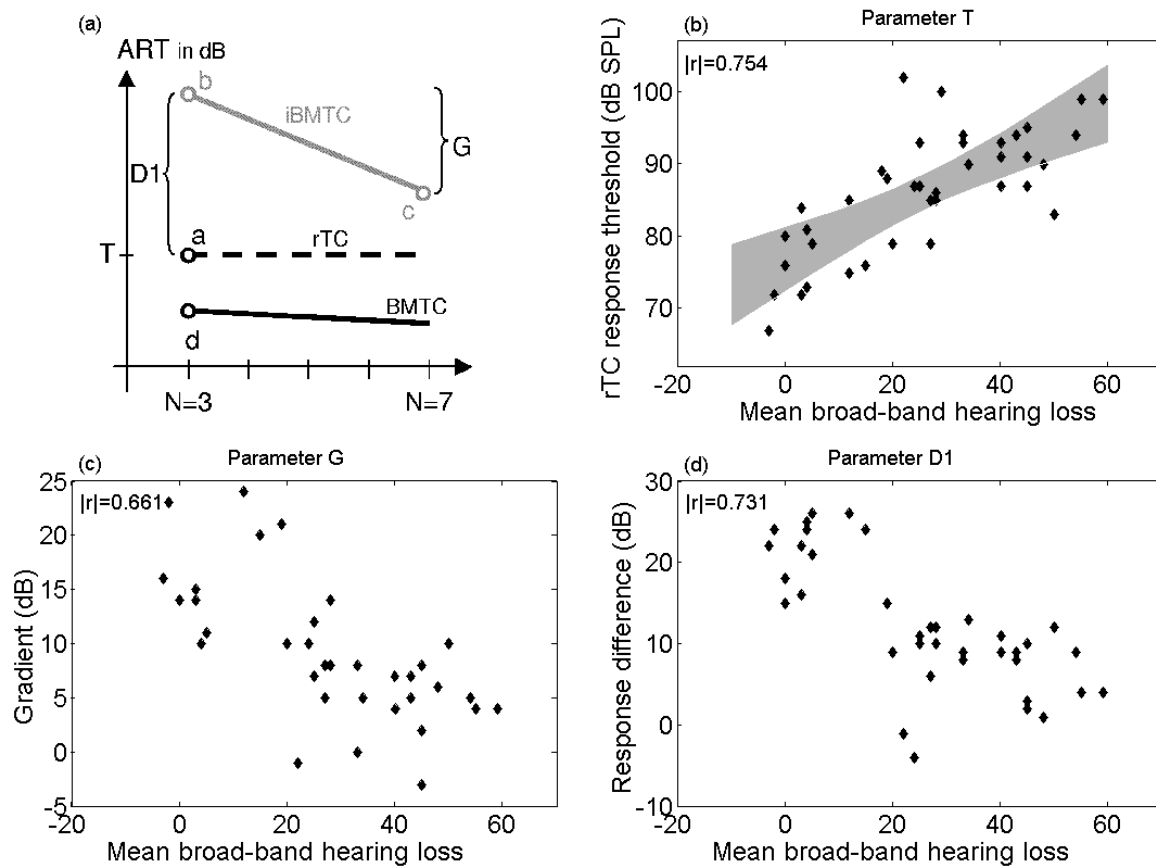 (a)
ART in dB
b
iBMTC
D1
G
c
a
T
rTC
BMTC
d
N=3
N=7
(b)
Parameter T
|r|=0.754
rTC response threshold (dB SPL)
100
90
80
70
-20
0
20
40
60
Mean broad-band hearing loss
(c)
Parameter G
|r|=0.661
Gradient (dB)
25
20
15
10
5
0
-5
-20
0
20
40
60
Mean broad-band hearing loss
(d)
Parameter D1
|r|=0.731
Response difference (dB)
30
20
10
0
-10
-20
0
20
40
60
Mean broad-band hearing loss